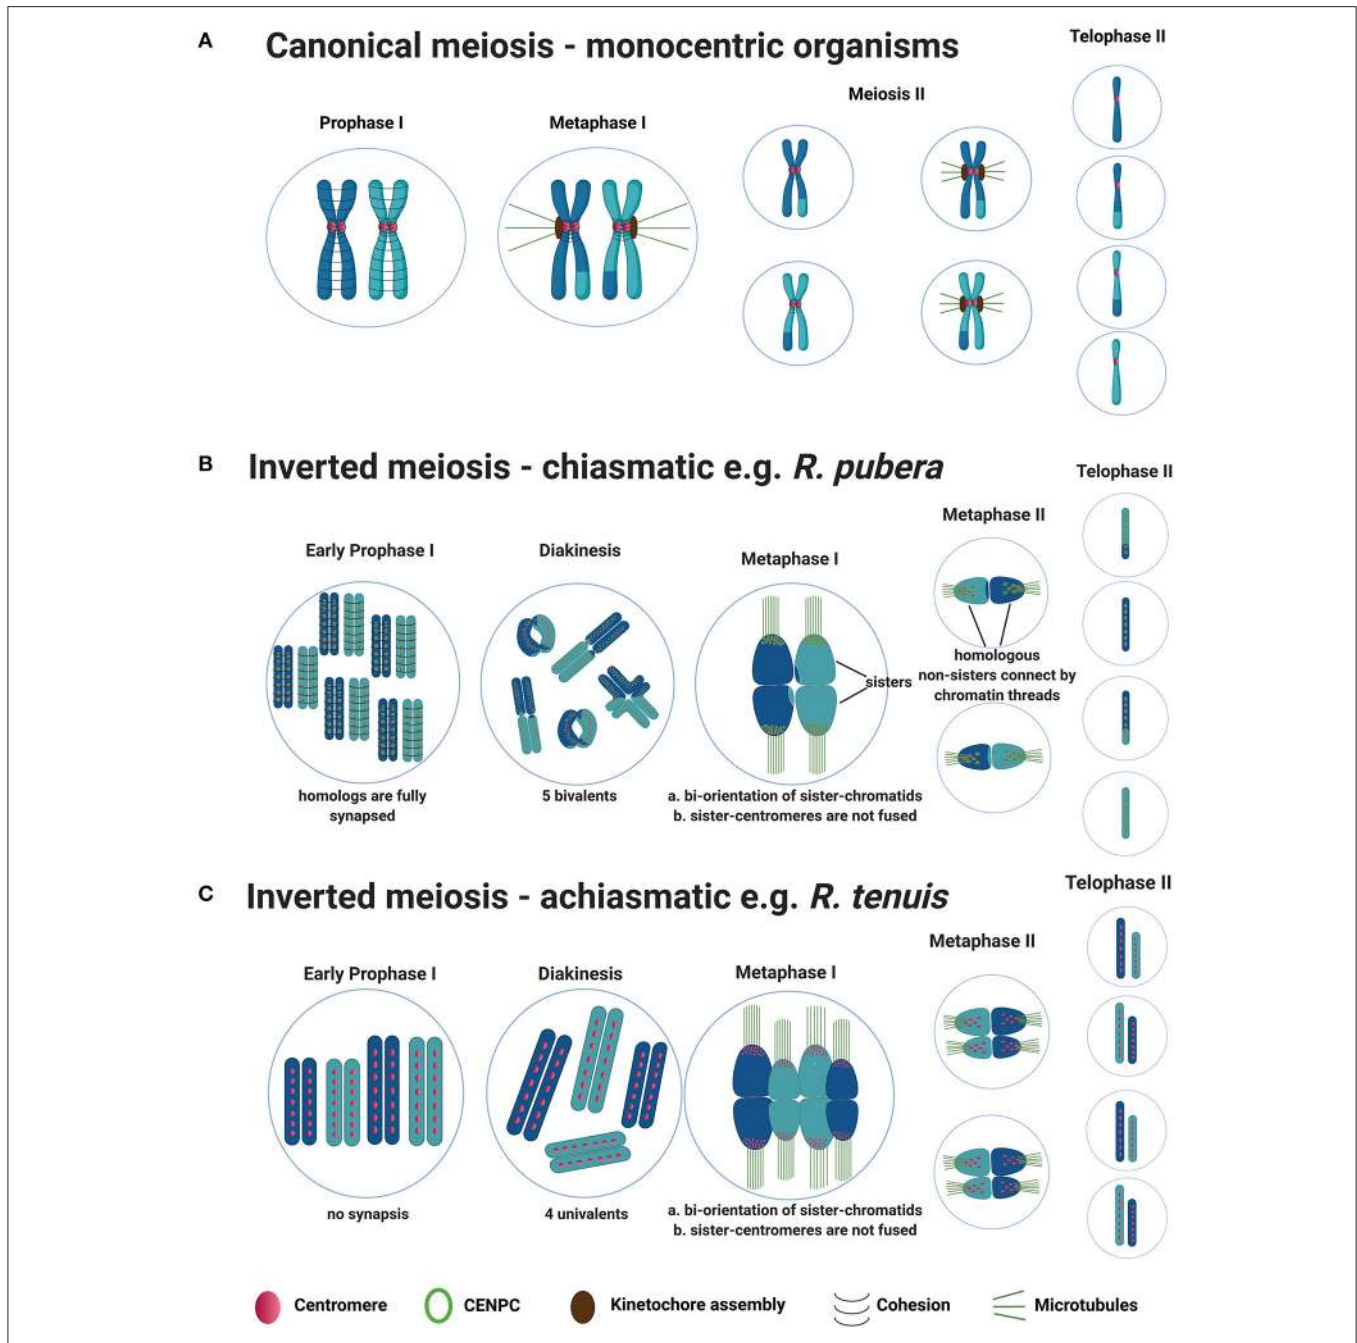 A
Canonical meiosis - monocentric organisms
Telophase II
Meiosis II
Prophase I
Metaphase I
B
Inverted meiosis - chiasmatic e.g. R. pubera
Telophase II
Metaphase II
Early Prophase I
Diakinesis
Metaphase I
sisters
homologous
non-sisters connect by
chromatin threads
homologs are fully
synapsed
5 bivalents
a. bi-orientation of sister-chromatids
b. sister-centromeres are not fused
C
Inverted meiosis - achiasmatic e.g. R. tenuis
Telophase II
Metaphase II
Early Prophase I
Diakinesis
Metaphase I
no synapsis
4 univalents
a. bi-orientation of sister-chromatids
b. sister-centromeres are not fused
Centromere
CENPC
Kinetochore assembly
Cohesion
Microtubules